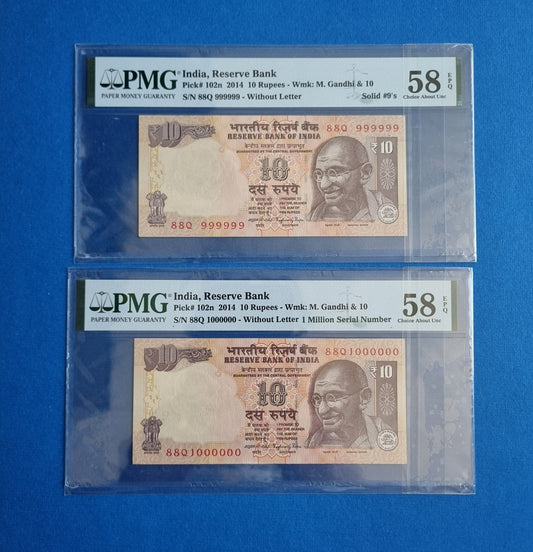 PMG
PAPER MONEY GUARANTY
India, Reserve Bank
Pick# 102n 2014 10 Rupees - Wmk: M. Gandhi & 10
S/N 88Q 999999 - Without Letter
Solid #9's
58
EPQ
Choice About Unc
10
भारतीय रिज़र्व बैंक
RESERVE BANK OF INDIA
88Q 999999
₹10
10
दस रुपये
88Q 999999
PMG
PAPER MONEY GUARANTY
India, Reserve Bank
Pick# 102n 2014 10 Rupees - Wmk: M. Gandhi & 10
S/N 88Q 1000000 - Without Letter 1 Million Serial Number
58
EPQ
Choice About Unc
10
भारतीय रिज़र्व बैंक
RESERVE BANK OF INDIA
88Q1000000
₹10
10
दस रुपये
88Q1000000